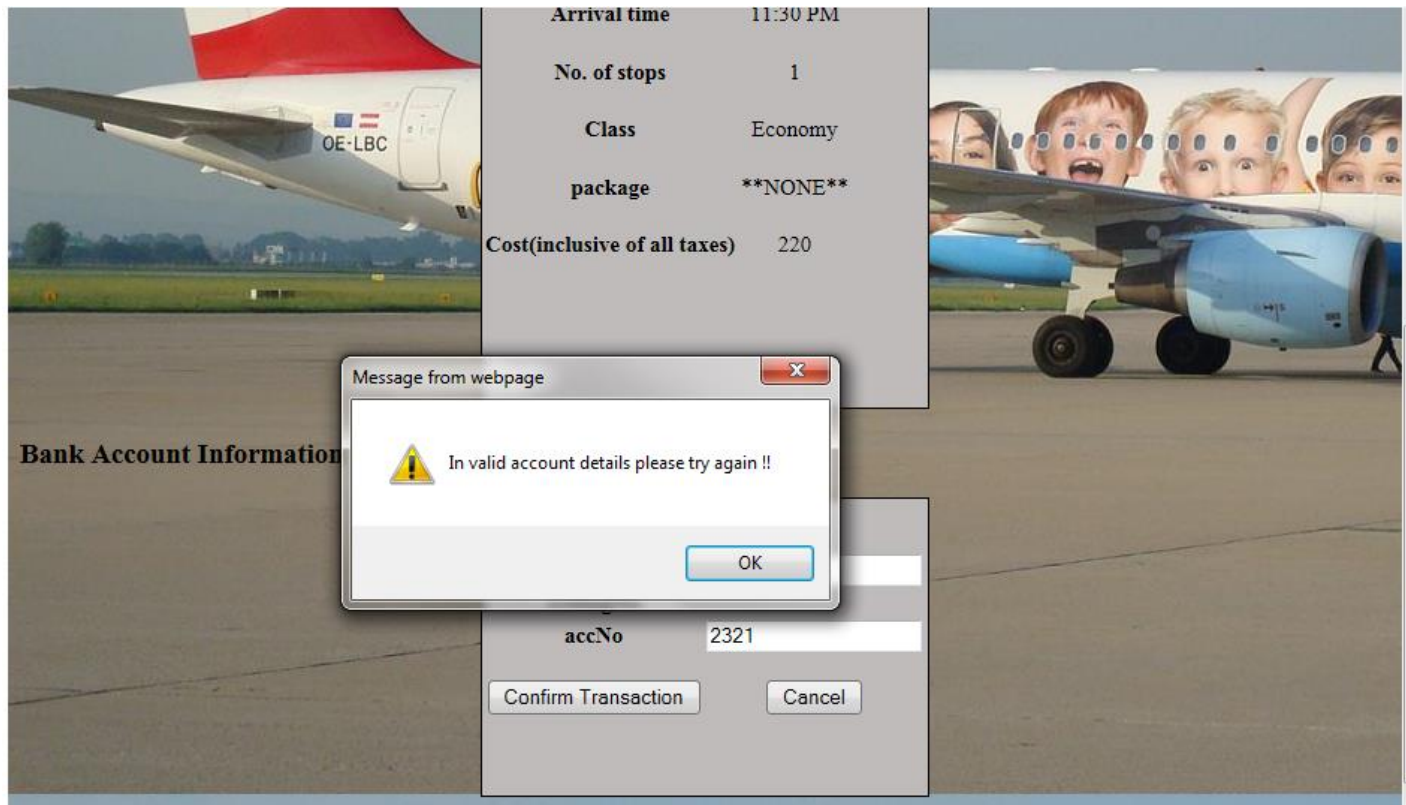 Arrival time 11:30 PM
No. of stops 1
OE-LBC
Class Economy
package **NONE**
Cost(inclusive of all taxes) 220
Message from webpage
Bank Account Information
In valid account details please try again !!
OK
accNo 2321
Confirm Transaction Cancel